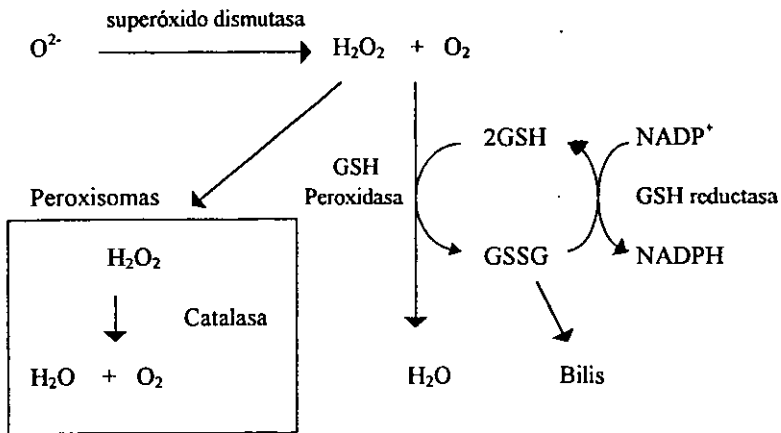 superóxido dismutasa
O²⁻ H₂O₂ + O₂
2GSH NADP⁺
GSH
Peroxidasa
GSH reductasa
Peroxisomas
H₂O₂
GSSG NADPH
Catalasa
H₂O + O₂
H₂O Bilis